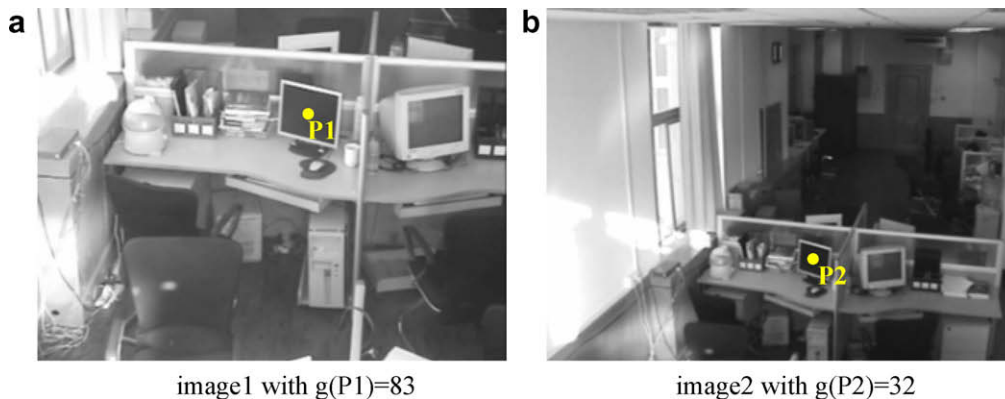 a
b
P1
P2
image1 with g(P1)=83
image2 with g(P2)=32